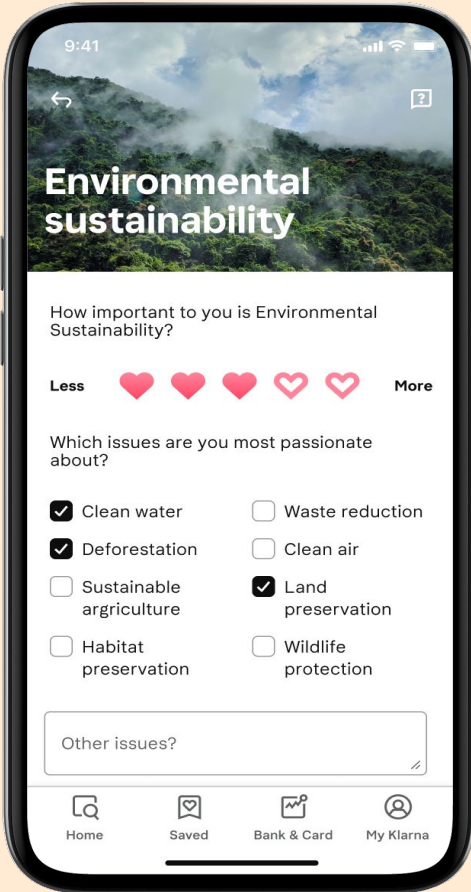 9:41
?
Environmental
sustainability
How important to you is Environmental
Sustainability?
Less More
Which issues are you most passionate
about?
Clean water
Waste reduction
Deforestation
Clean air
Sustainable
argriculture
Land
preservation
Habitat
preservation
Wildlife
protection
Other issues?
Home Saved Bank & Card My Klarna